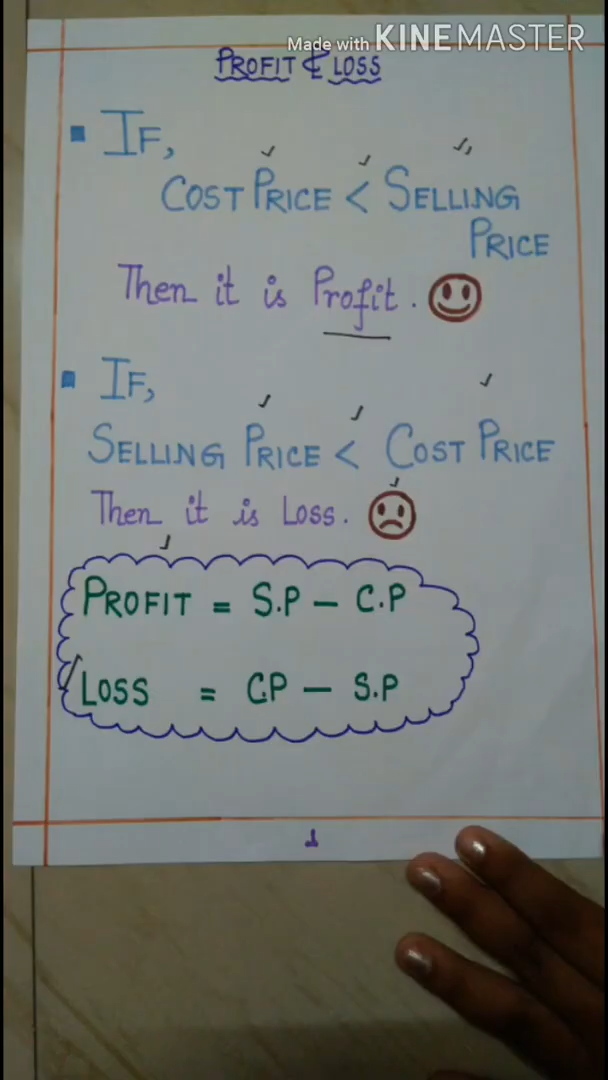 Made with KINEMASTER
PROFIT & LOSS
IF,
COST PRICE < SELLING
PRICE
Then it is Profit.
IF,
SELLING PRICE < COST PRICE
Then it is Loss.
PROFIT = S.P – C.P
LOSS = C.P – S.P
1